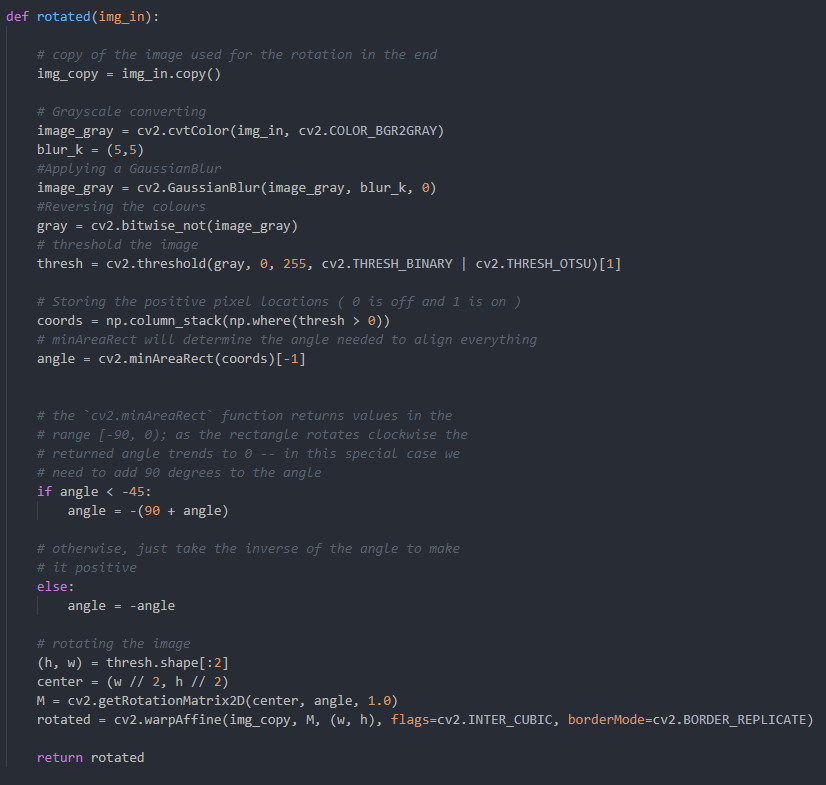 def rotated(img_in):
# copy of the image used for the rotation in the end
img_copy = img_in.copy()
# Grayscale converting
image_gray = cv2.cvtColor(img_in, cv2.COLOR_BGR2GRAY)
blur_k = (5,5)
#Applying a GaussianBlur
image_gray = cv2.GaussianBlur(image_gray, blur_k, 0)
#Reversing the colours
gray = cv2.bitwise_not(image_gray)
# threshold the image
thresh = cv2.threshold(gray, 0, 255, cv2.THRESH_BINARY | cv2.THRESH_OTSU)[1]
# Storing the positive pixel locations ( 0 is off and 1 is on )
coords = np.column_stack(np.where(thresh > 0))
# minAreaRect will determine the angle needed to align everything
angle = cv2.minAreaRect(coords)[-1]
# the `cv2.minAreaRect` function returns values in the
# range [-90, 0); as the rectangle rotates clockwise the
# returned angle trends to 0 -- in this special case we
# need to add 90 degrees to the angle
if angle < -45:
angle = -(90 + angle)
# otherwise, just take the inverse of the angle to make
# it positive
else:
angle = -angle
# rotating the image
(h, w) = thresh.shape[:2]
center = (w // 2, h // 2)
M = cv2.getRotationMatrix2D(center, angle, 1.0)
rotated = cv2.warpAffine(img_copy, M, (w, h), flags=cv2.INTER_CUBIC, borderMode=cv2.BORDER_REPLICATE)
return rotated